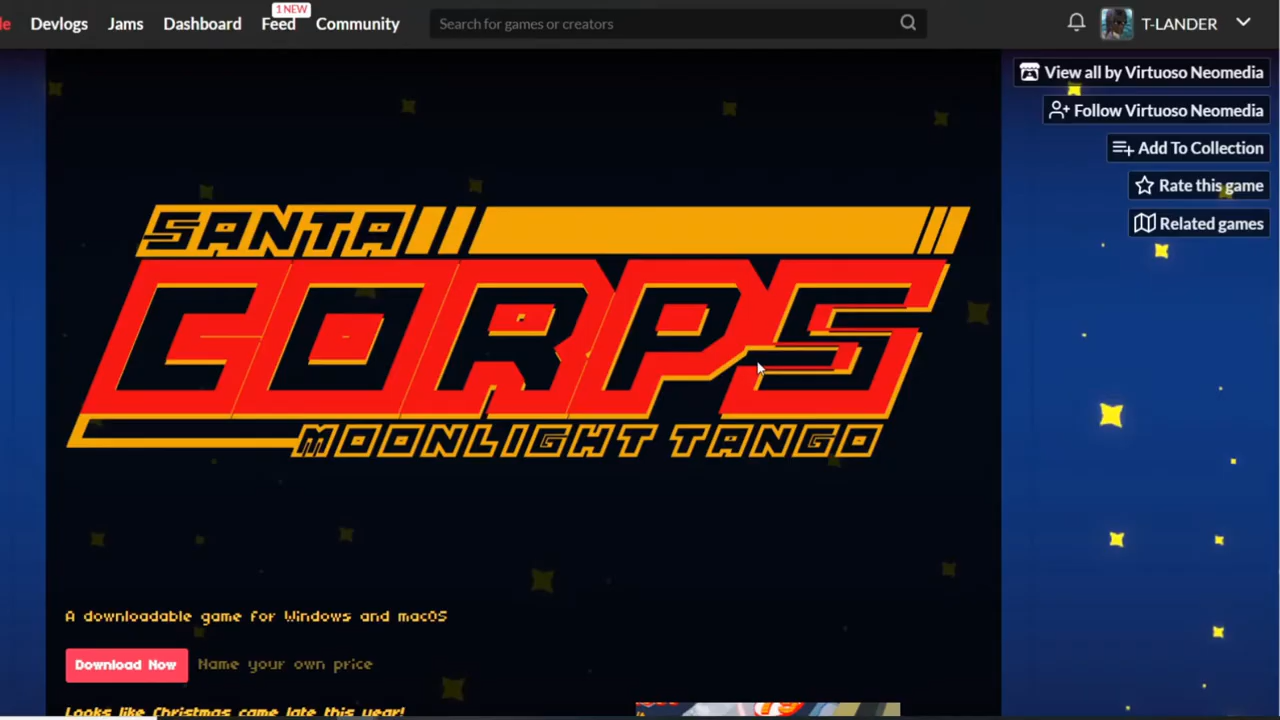 Devlogs Jams Dashboard Feed Community
1 NEW
Search for games or creators
T-LANDER
View all by Virtuoso Neomedia
Follow Virtuoso Neomedia
Add To Collection
Rate this game
Related games
SANTA
CORPS
MOONLIGHT TANGO
A downloadable game for Windows and macOS
Download Now Name your own price
Looks like Christmas came late this year!